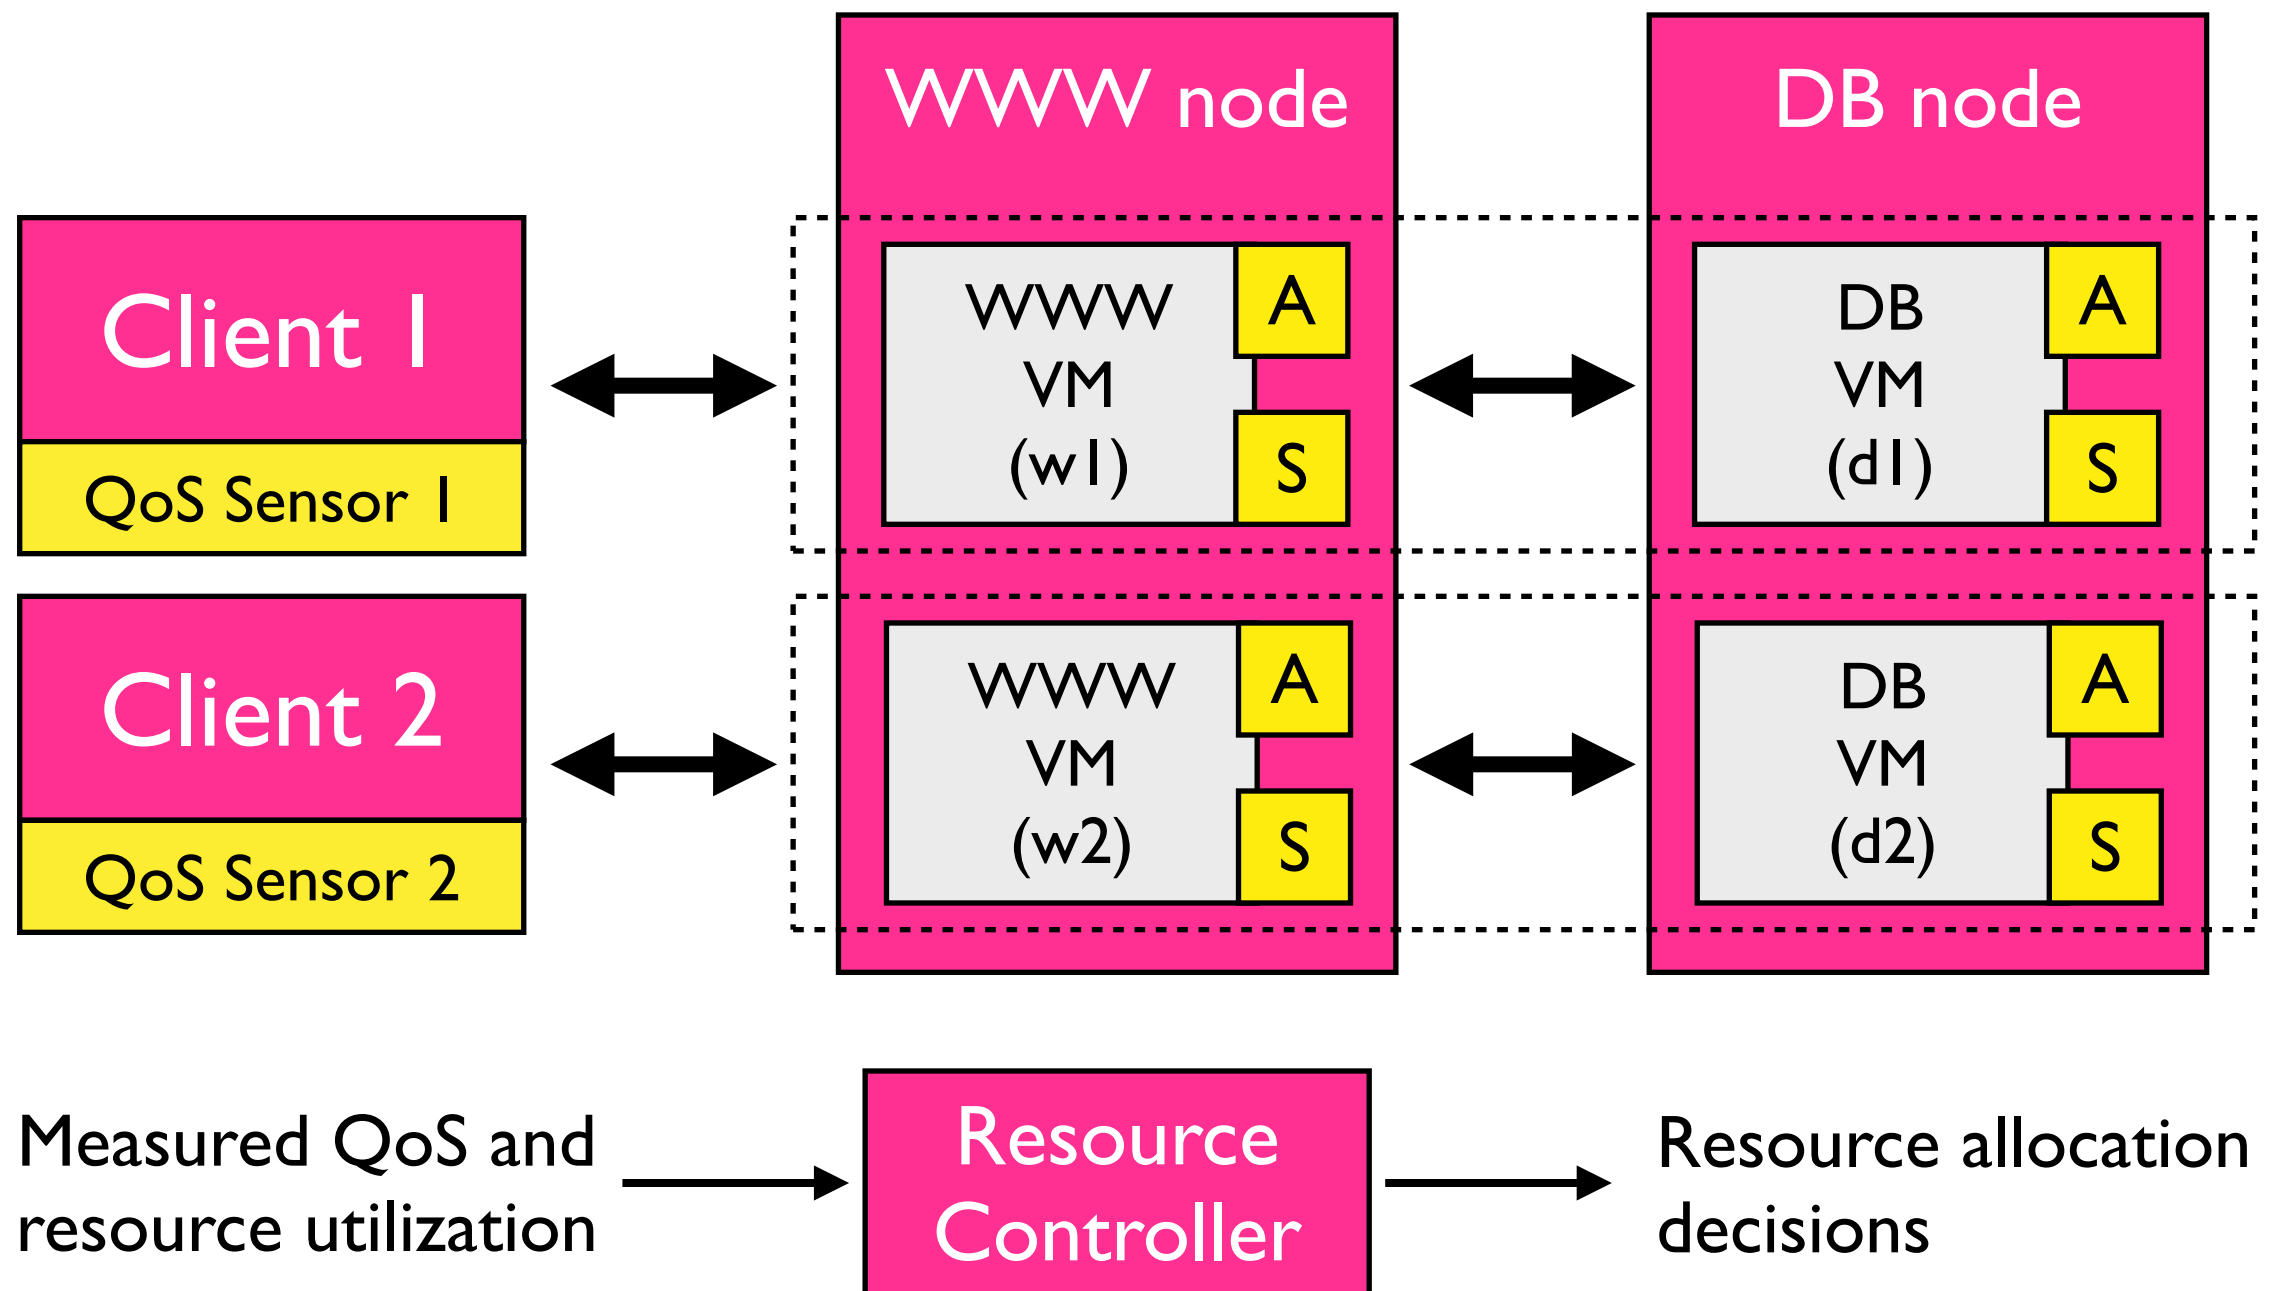 WWW node
DB node
Client 1
QoS Sensor 1
WWW
VM
(w1)
A
S
DB
VM
(d1)
A
S
Client 2
QoS Sensor 2
WWW
VM
(w2)
A
S
DB
VM
(d2)
A
S
Measured QoS and
resource utilization
Resource
Controller
Resource allocation
decisions